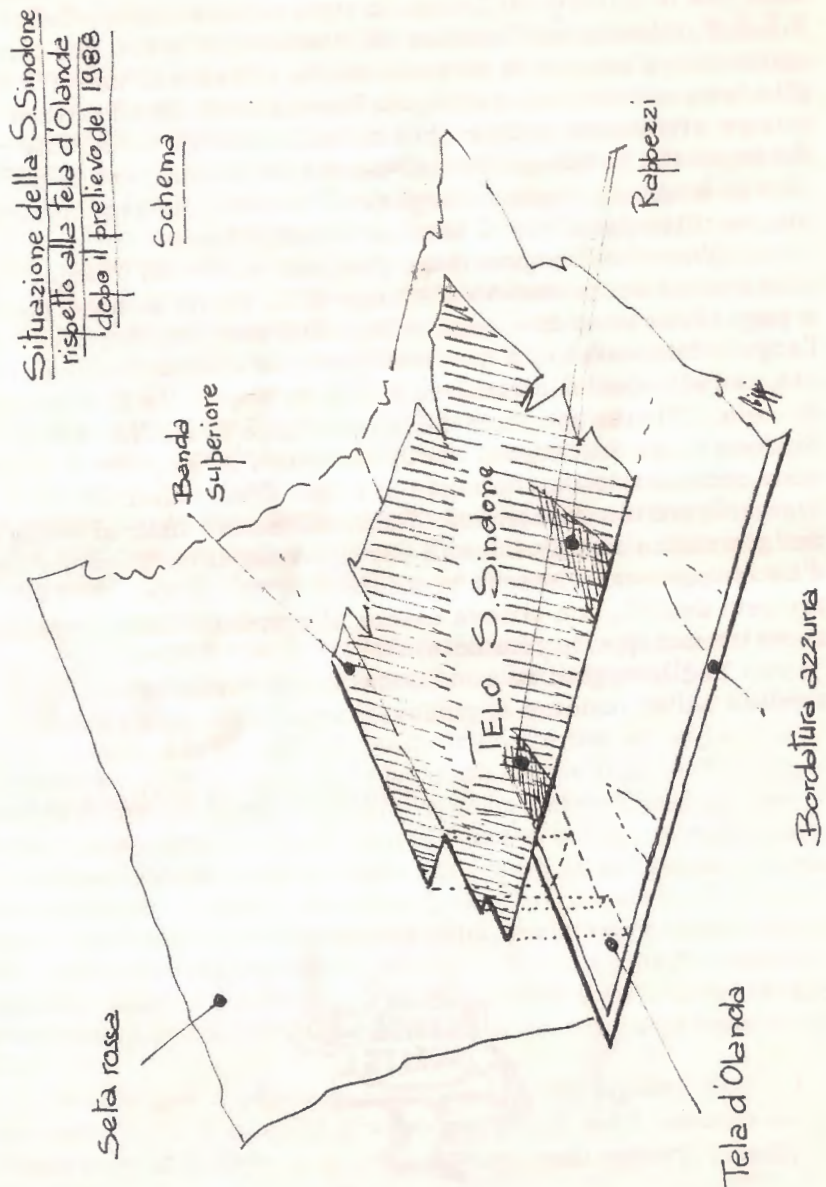 Situazione della S.Sindone
rispetto alla tela d'Olanda
dopo il prelievo del 1988
Schema
Banda
Superiore
Rappezzi
TELO S. Sindone
Seta rossa
Tela d'Olanda
Bordatura azzurra